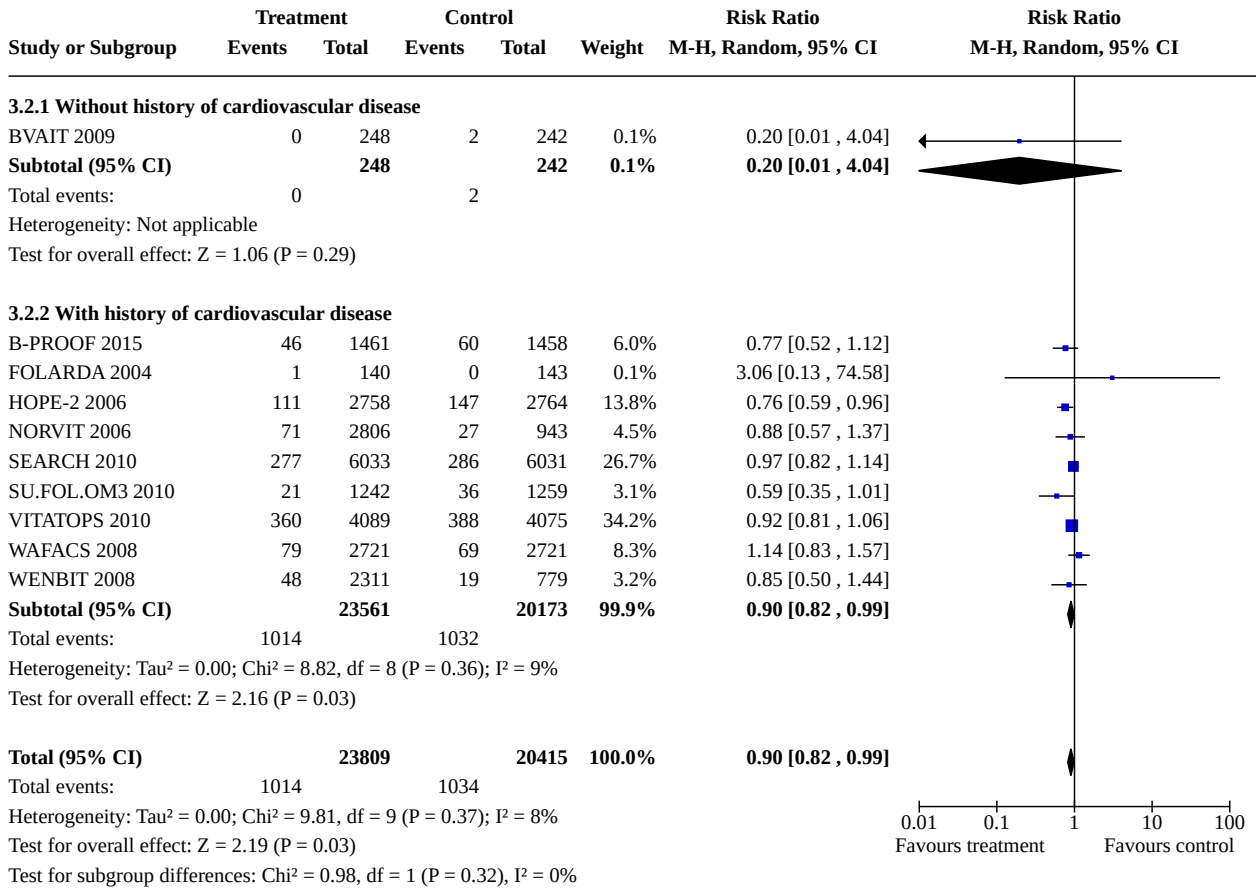 Treatment Control Risk Ratio Risk Ratio
Study or Subgroup Events Total Events Total Weight M-H, Random, 95% CI M-H, Random, 95% CI
3.2.1 Without history of cardiovascular disease
BVAIT 2009 0 248 2 242 0.1% 0.20 [0.01 , 4.04]
Subtotal (95% CI) 248 242 0.1% 0.20 [0.01 , 4.04]
Total events: 0 2
Heterogeneity: Not applicable
Test for overall effect: Z = 1.06 (P = 0.29)
3.2.2 With history of cardiovascular disease
B-PROOF 2015 46 1461 60 1458 6.0% 0.77 [0.52 , 1.12]
FOLARDA 2004 1 140 0 143 0.1% 3.06 [0.13 , 74.58]
HOPE-2 2006 111 2758 147 2764 13.8% 0.76 [0.59 , 0.96]
NORVIT 2006 71 2806 27 943 4.5% 0.88 [0.57 , 1.37]
SEARCH 2010 277 6033 286 6031 26.7% 0.97 [0.82 , 1.14]
SU.FOL.OM3 2010 21 1242 36 1259 3.1% 0.59 [0.35 , 1.01]
VITATOPS 2010 360 4089 388 4075 34.2% 0.92 [0.81 , 1.06]
WAFACS 2008 79 2721 69 2721 8.3% 1.14 [0.83 , 1.57]
WENBIT 2008 48 2311 19 779 3.2% 0.85 [0.50 , 1.44]
Subtotal (95% CI) 23561 20173 99.9% 0.90 [0.82 , 0.99]
Total events: 1014 1032
Heterogeneity: Tau² = 0.00; Chi² = 8.82, df = 8 (P = 0.36); I² = 9%
Test for overall effect: Z = 2.16 (P = 0.03)
Total (95% CI) 23809 20415 100.0% 0.90 [0.82 , 0.99]
Total events: 1014 1034
Heterogeneity: Tau² = 0.00; Chi² = 9.81, df = 9 (P = 0.37); I² = 8%
0.01 0.1 1 10 100
Test for overall effect: Z = 2.19 (P = 0.03) Favours treatment Favours control
Test for subgroup differences: Chi² = 0.98, df = 1 (P = 0.32), I² = 0%